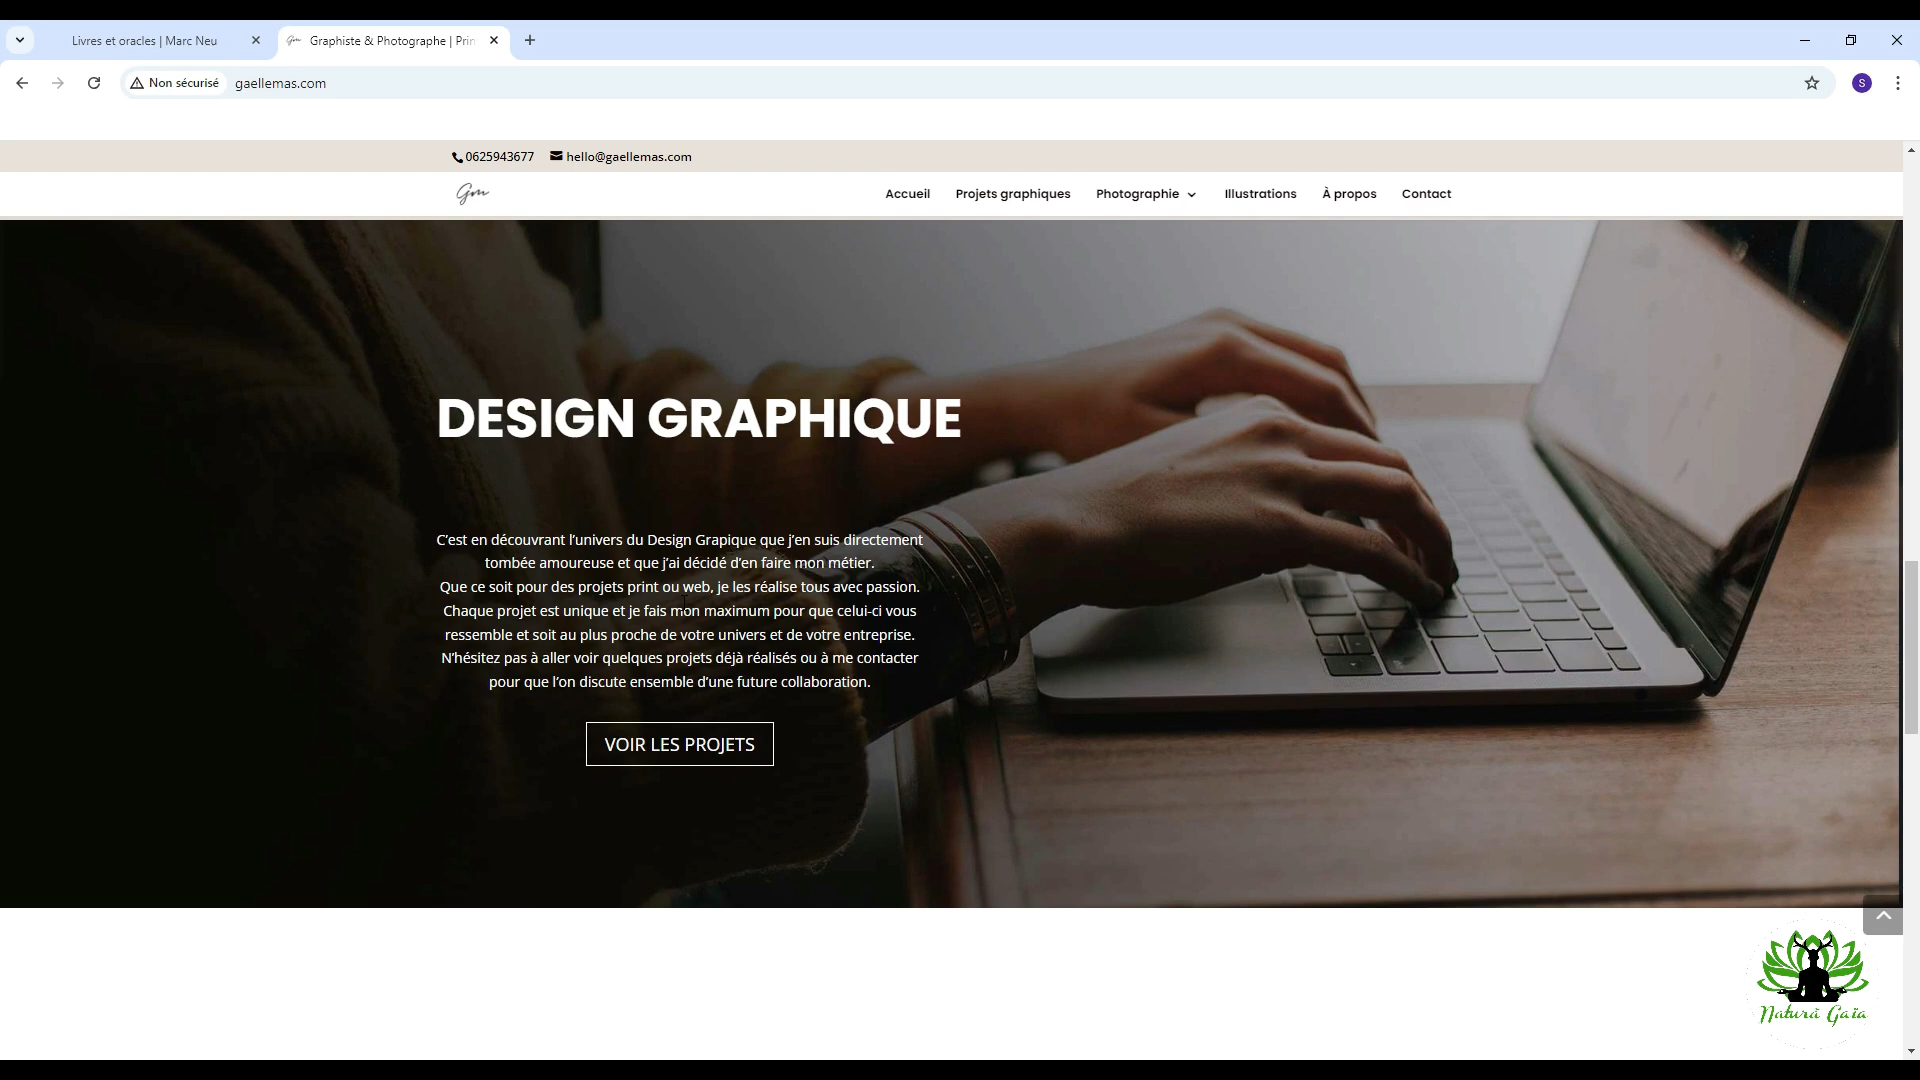 Livres et oracles | Marc Neu
Graphiste & Photographe | Prin
Non sécurisé
gaellemas.com
S
0625943677
hello@gaellemas.com
Gm
Accueil
Projets graphiques
Photographie
Illustrations
À propos
Contact
DESIGN GRAPHIQUE
C’est en découvrant l’univers du Design Grapique que j’en suis directement
tombée amoureuse et que j’ai décidé d’en faire mon métier.
Que ce soit pour des projets print ou web, je les réalise tous avec passion.
Chaque projet est unique et je fais mon maximum pour que celui-ci vous
ressemble et soit au plus proche de votre univers et de votre entreprise.
N’hésitez pas à aller voir quelques projets déjà réalisés ou à me contacter
pour que l’on discute ensemble d’une future collaboration.
VOIR LES PROJETS
Naturä Gaïa